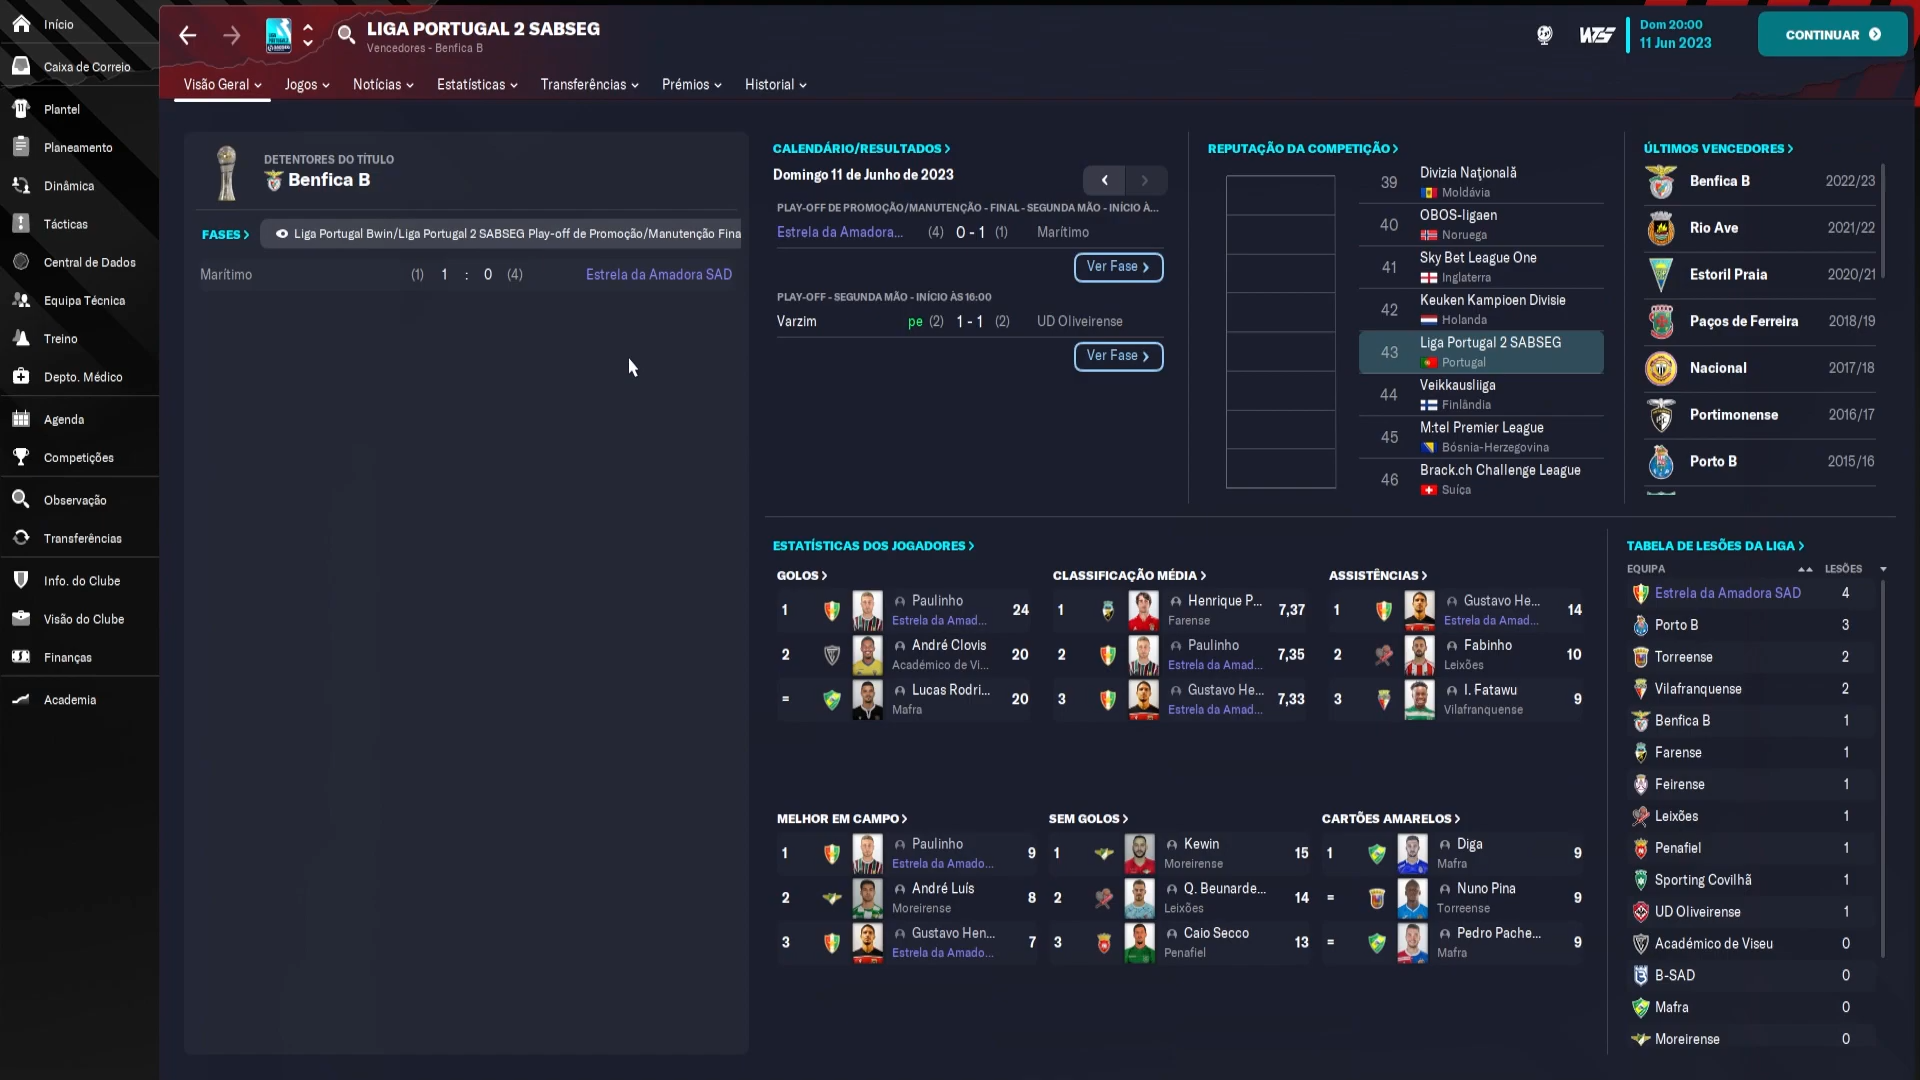 Início
Caixa de Correio
Plantel
Planeamento
Dinâmica
Tácticas
Central de Dados
Equipa Técnica
Treino
Depto. Médico
Agenda
Competições
Observação
Transferências
Info. do Clube
Visão do Clube
Finanças
Academia
LIGA PORTUGAL 2 SABSEG
Vencedores - Benfica B
Dom 20:00
11 Jun 2023
CONTINUAR
Visão Geral
Jogos
Notícias
Estatísticas
Transferências
Prémios
Historial
DETENTORES DO TÍTULO
Benfica B
FASES
Liga Portugal Bwin/Liga Portugal 2 SABSEG Play-off de Promoção/Manutenção Fina
Marítimo (1) 1 : 0 (4) Estrela da Amadora SAD
CALENDÁRIO/RESULTADOS
Domingo 11 de Junho de 2023
PLAY-OFF DE PROMOÇÃO/MANUTENÇÃO - FINAL - SEGUNDA MÃO - INÍCIO À...
Estrela da Amadora... (4) 0 - 1 (1) Marítimo
Ver Fase
PLAY-OFF - SEGUNDA MÃO - INÍCIO ÀS 16:00
Varzim pe (2) 1 - 1 (2) UD Oliveirense
Ver Fase
REPUTAÇÃO DA COMPETIÇÃO
39 Divizia Naţională
Moldávia
40 OBOS-ligaen
Noruega
41 Sky Bet League One
Inglaterra
42 Keuken Kampioen Divisie
Holanda
43 Liga Portugal 2 SABSEG
Portugal
44 Veikkausliiga
Finlândia
45 M:tel Premier League
Bósnia-Herzegovina
46 Brack.ch Challenge League
Suíça
ÚLTIMOS VENCEDORES
Benfica B 2022/23
Rio Ave 2021/22
Estoril Praia 2020/21
Paços de Ferreira 2018/19
Nacional 2017/18
Portimonense 2016/17
Porto B 2015/16
ESTATÍSTICAS DOS JOGADORES
GOLOS
1 Paulinho 24
Estrela da Amad...
2 André Clovis 20
Académico de Vi...
= Lucas Rodri... 20
Mafra
CLASSIFICAÇÃO MÉDIA
1 Henrique P... 7,37
Farense
2 Paulinho 7,35
Estrela da Amad...
3 Gustavo He... 7,33
Estrela da Amad...
ASSISTÊNCIAS
1 Gustavo He... 14
Estrela da Amad...
2 Fabinho 10
Leixões
3 I. Fatawu 9
Vilafranquense
MELHOR EM CAMPO
1 Paulinho 9
Estrela da Amado...
2 André Luís 8
Moreirense
3 Gustavo Hen... 7
Estrela da Amado...
SEM GOLOS
1 Kewin 15
Moreirense
2 Q. Beunarde... 14
Leixões
3 Caio Secco 13
Penafiel
CARTÕES AMARELOS
1 Diga 9
Mafra
= Nuno Pina 9
Torreense
= Pedro Pache... 9
Mafra
TABELA DE LESÕES DA LIGA
EQUIPA LESÕES
Estrela da Amadora SAD 4
Porto B 3
Torreense 2
Vilafranquense 2
Benfica B 1
Farense 1
Feirense 1
Leixões 1
Penafiel 1
Sporting Covilhã 1
UD Oliveirense 1
Académico de Viseu 0
B-SAD 0
Mafra 0
Moreirense 0